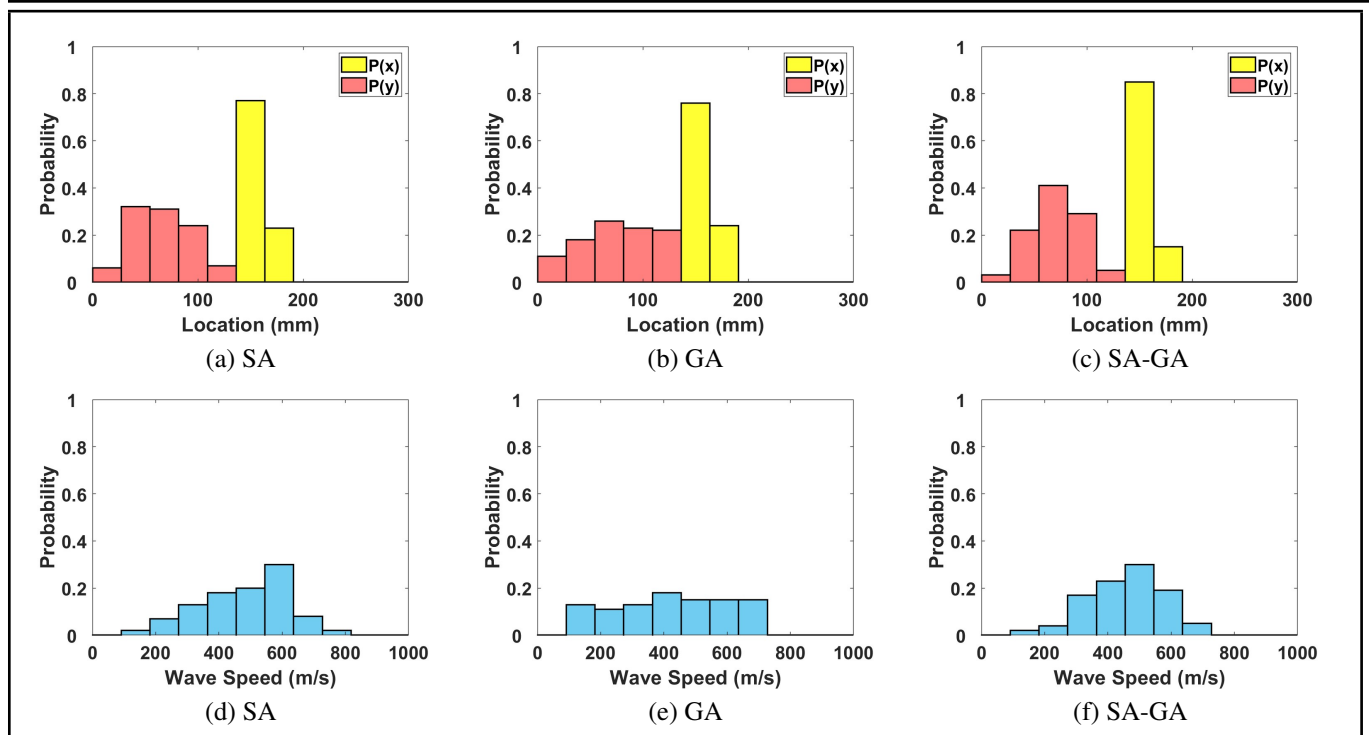 1
0.8
0.6
0.4
0.2
0
Probability
P(x)
P(y)
0 100 200 300
Location (mm)
(a) SA
1
0.8
0.6
0.4
0.2
0
Probability
P(x)
P(y)
0 100 200 300
Location (mm)
(b) GA
1
0.8
0.6
0.4
0.2
0
Probability
P(x)
P(y)
0 100 200 300
Location (mm)
(c) SA-GA
1
0.8
0.6
0.4
0.2
0
Probability
0 200 400 600 800 1000
Wave Speed (m/s)
(d) SA
1
0.8
0.6
0.4
0.2
0
Probability
0 200 400 600 800 1000
Wave Speed (m/s)
(e) GA
1
0.8
0.6
0.4
0.2
0
Probability
0 200 400 600 800 1000
Wave Speed (m/s)
(f) SA-GA